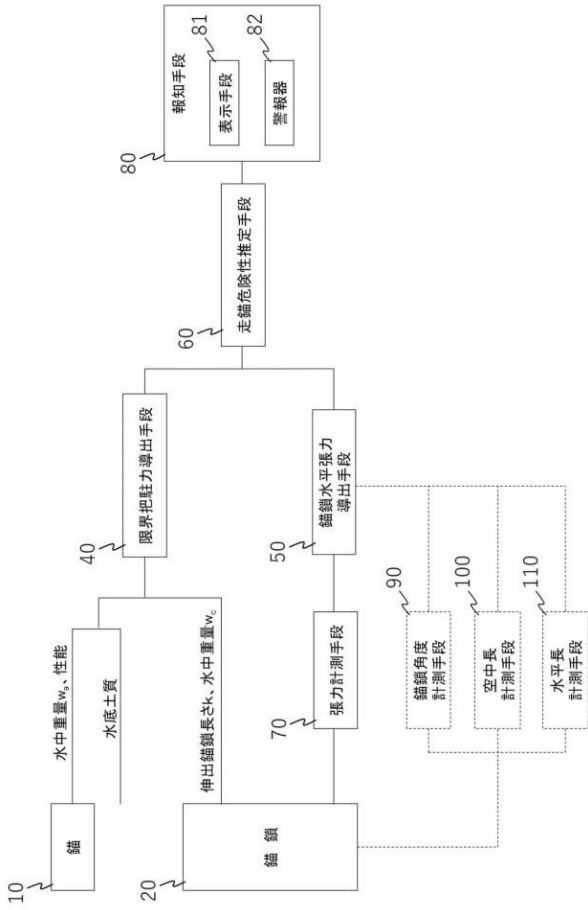 10
錨
水中重量wa、性能
水底土質
20
錨 鎖
伸出錨鎖長さk、水中重量wc
40
限界把駐力導出手段
70
張力計測手段
50
錨鎖水平張力
導出手段
60
走錨危険性推定手段
80
報知手段
81
表示手段
82
警報器
90
錨鎖角度
計測手段
100
空中長
計測手段
110
水平長
計測手段